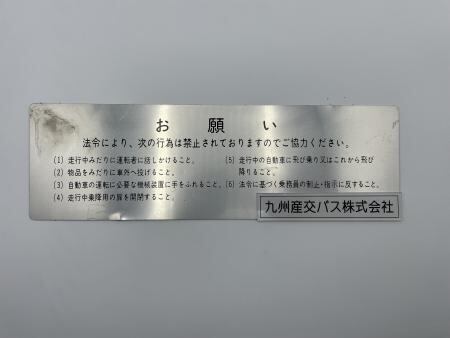 お願い
法令により、次の行為は禁止されておりますのでご協力ください。
(1) 走行中みだりに運転者に話しかけること。
(2) 物品をみだりに車外へ投げること。
(3) 自動車の運転に必要な機械装置に手をふれること。
(4) 走行中乗降用の扉を開閉すること。
(5) 走行中の自動車に飛び乗り又はこれから飛び
降りること。
(6) 法令に基づく乗務員の制止・指示に反すること。
九州産交バス株式会社